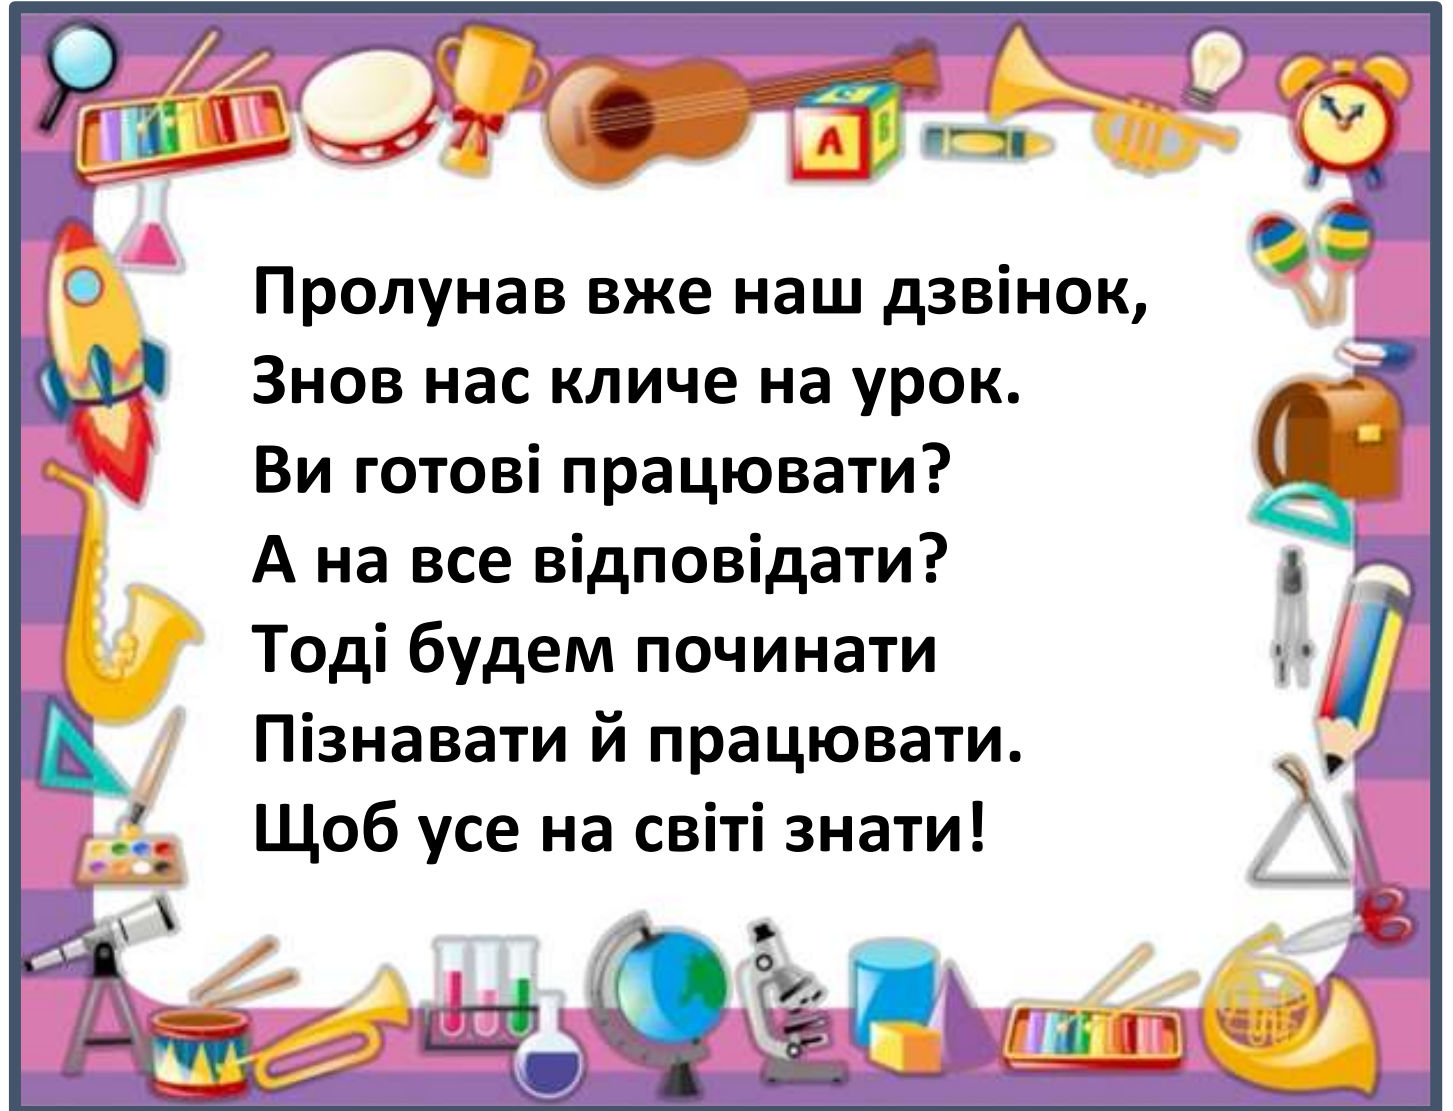 Пролунав вже наш дзвінок,
Знов нас кличе на урок.
Ви готові працювати?
А на все відповідати?
Тоді будем починати
Пізнавати й працювати.
Щоб усе на світі знати!
A
B
C